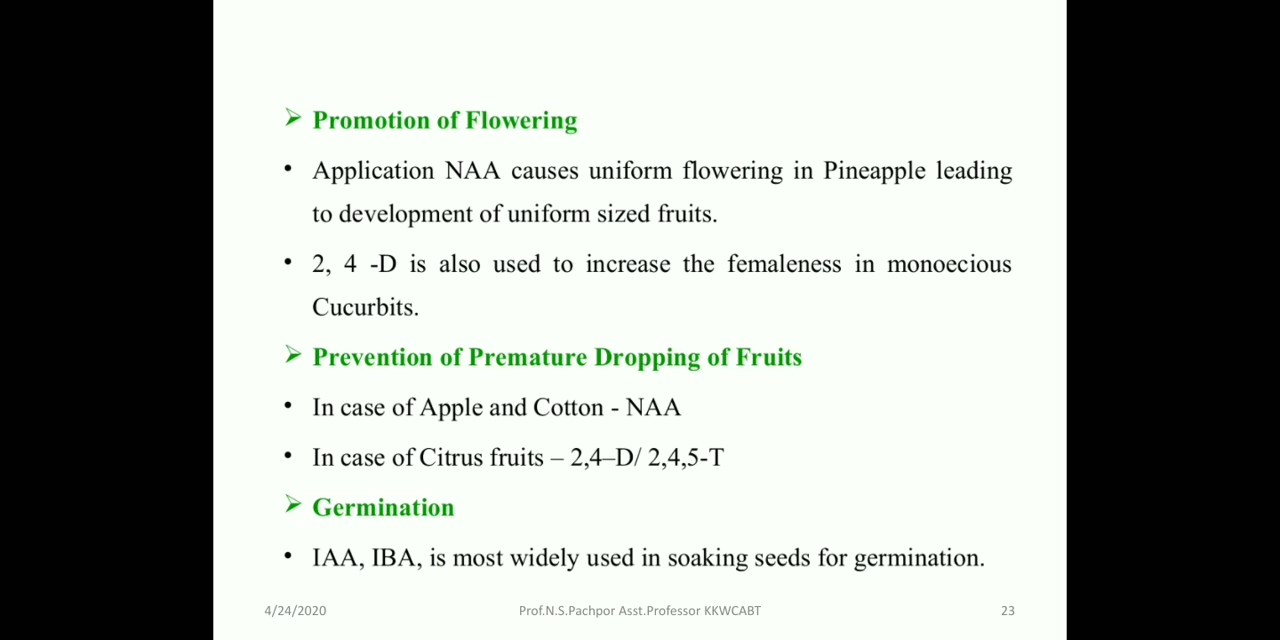 ➢ Promotion of Flowering
• Application NAA causes uniform flowering in Pineapple leading
to development of uniform sized fruits.
• 2, 4 -D is also used to increase the femaleness in monoecious
Cucurbits.
➢ Prevention of Premature Dropping of Fruits
• In case of Apple and Cotton - NAA
• In case of Citrus fruits – 2,4–D/ 2,4,5-T
➢ Germination
• IAA, IBA, is most widely used in soaking seeds for germination.
4/24/2020 Prof.N.S.Pachpor Asst.Professor KKWCABT 23